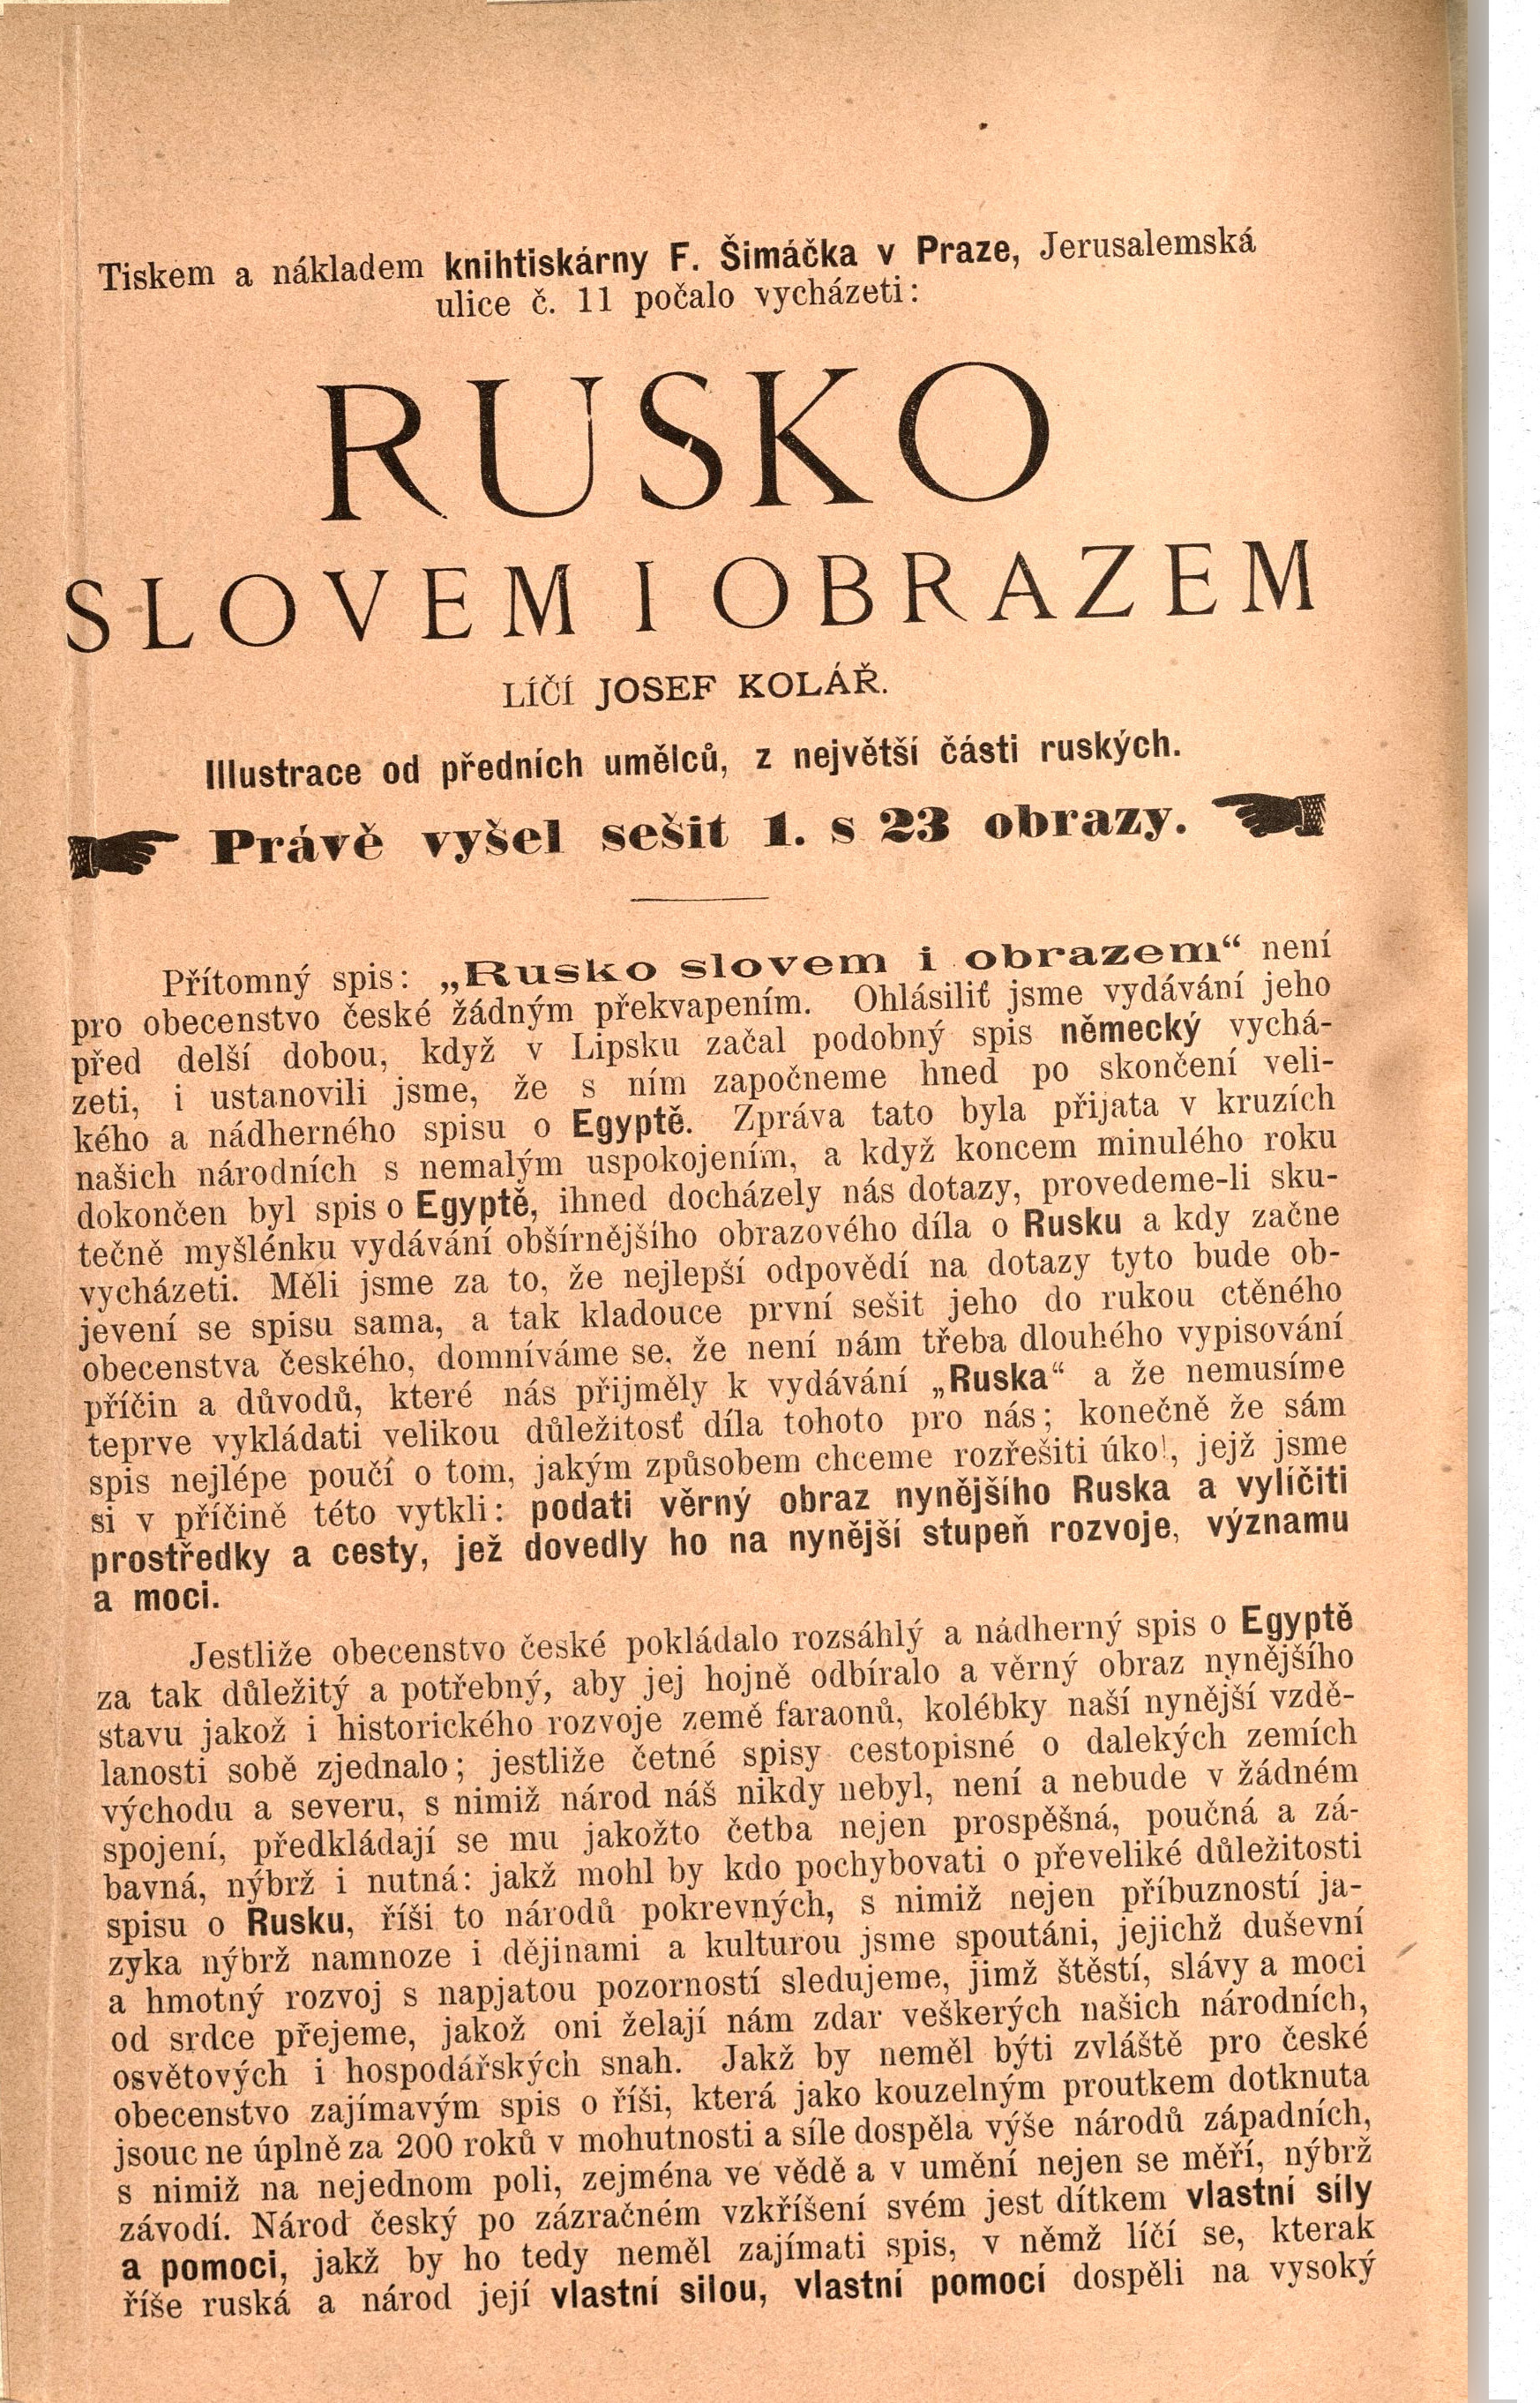 Tiskem a nákladem knihtiskárny F. Šimáčka v Praze, Jerusalemská
ulice č. 11 počalo vycházeti:
RUSKO
SLOVEM I OBRAZEM
LÍČÍ JOSEF KOLÁŘ.
Illustrace od předních umělců, z největší části ruských.
Právě vyšel sešit 1. s 23 obrazy.
Přítomný spis: „Rusko slovem i obrazem“ není
pro obecenstvo české žádným překvapením. Ohlásiliť jsme vydávání jeho
před delší dobou, když v Lipsku začal podobný spis německý vychá-
zeti, i ustanovili jsme, že s ním započneme hned po skončení veli-
kého a nádherného spisu o Egyptě. Zpráva tato byla přijata v kruzích
našich národních s nemalým uspokojením, a když koncem minulého roku
dokončen byl spis o Egyptě, ihned docházely nás dotazy, provedeme-li sku-
tečně myšlénku vydávání obšírnějšího obrazového díla o Rusku a kdy začne
vycházeti. Měli jsme za to, že nejlepší odpovědí na dotazy tyto bude ob-
jevení se spisu sama, a tak kladouce první sešit jeho do rukou ctěného
obecenstva českého, domníváme se, že není nám třeba dlouhého vypisování
příčin a důvodů, které nás přijměly k vydávání „Ruska“ a že nemusíme
teprve vykládati velikou důležitosť díla tohoto pro nás; konečně že sám
spis nejlépe poučí o tom, jakým způsobem chceme rozřešiti úkol, jejž jsme
si v příčině této vytkli: podati věrný obraz nynějšího Ruska a vylíčiti
prostředky a cesty, jež dovedly ho na nynější stupeň rozvoje, významu
a moci.
Jestliže obecenstvo české pokládalo rozsáhlý a nádherný spis o Egyptě
za tak důležitý a potřebný, aby jej hojně odbíralo a věrný obraz nynějšího
stavu jakož i historického rozvoje země faraonů, kolébky naší nynější vzdě-
lanosti sobě zjednalo; jestliže četné spisy cestopisné o dalekých zemích
východu a severu, s nimiž národ náš nikdy nebyl, není a nebude v žádném
spojení, předkládají se mu jakožto četba nejen prospěšná, poučná a zá-
bavná, nýbrž i nutná: jakž mohl by kdo pochybovati o převeliké důležitosti
spisu o Rusku, říši to národů pokrevných, s nimiž nejen příbuzností ja-
zyka nýbrž namnoze i dějinami a kulturou jsme spoutáni, jejichž duševní
a hmotný rozvoj s napjatou pozorností sledujeme, jimž štěstí, slávy a moci
od srdce přejeme, jakož oni želají nám zdar veškerých našich národních,
osvětových i hospodářských snah. Jakž by neměl býti zvláště pro české
obecenstvo zajímavým spis o říši, která jako kouzelným proutkem dotknuta
jsouc ne úplně za 200 roků v mohutnosti a síle dospěla výše národů západních,
s nimiž na nejednom poli, zejména ve vědě a v umění nejen se měří, nýbrž
závodí. Národ český po zázračném vzkříšení svém jest dítkem vlastní síly
a pomoci, jakž by ho tedy neměl zajímati spis, v němž líčí se, kterak
říše ruská a národ její vlastní silou, vlastní pomocí dospěli na vysoký